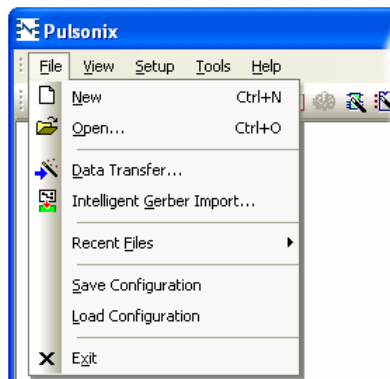 Pulsonix
File View Setup Tools Help
New Ctrl+N
Open... Ctrl+O
Data Transfer...
Intelligent Gerber Import...
Recent Files
Save Configuration
Load Configuration
Exit